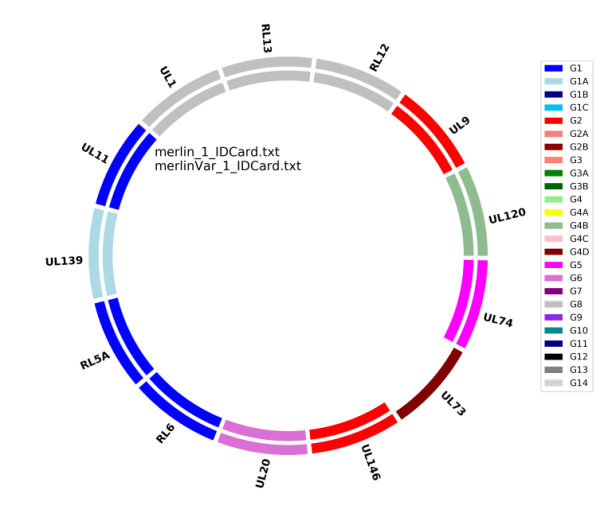 RL13
RL12
UL1
UL9
UL11
merlin_1_IDCard.txt
merlinVar_1_IDCard.txt
UL120
UL139
UL74
RL5A
UL73
RL6
UL20
UL146
G1
G1A
G1B
G1C
G2
G2A
G2B
G3
G3A
G3B
G4
G4A
G4B
G4C
G4D
G5
G6
G7
G8
G9
G10
G11
G12
G13
G14